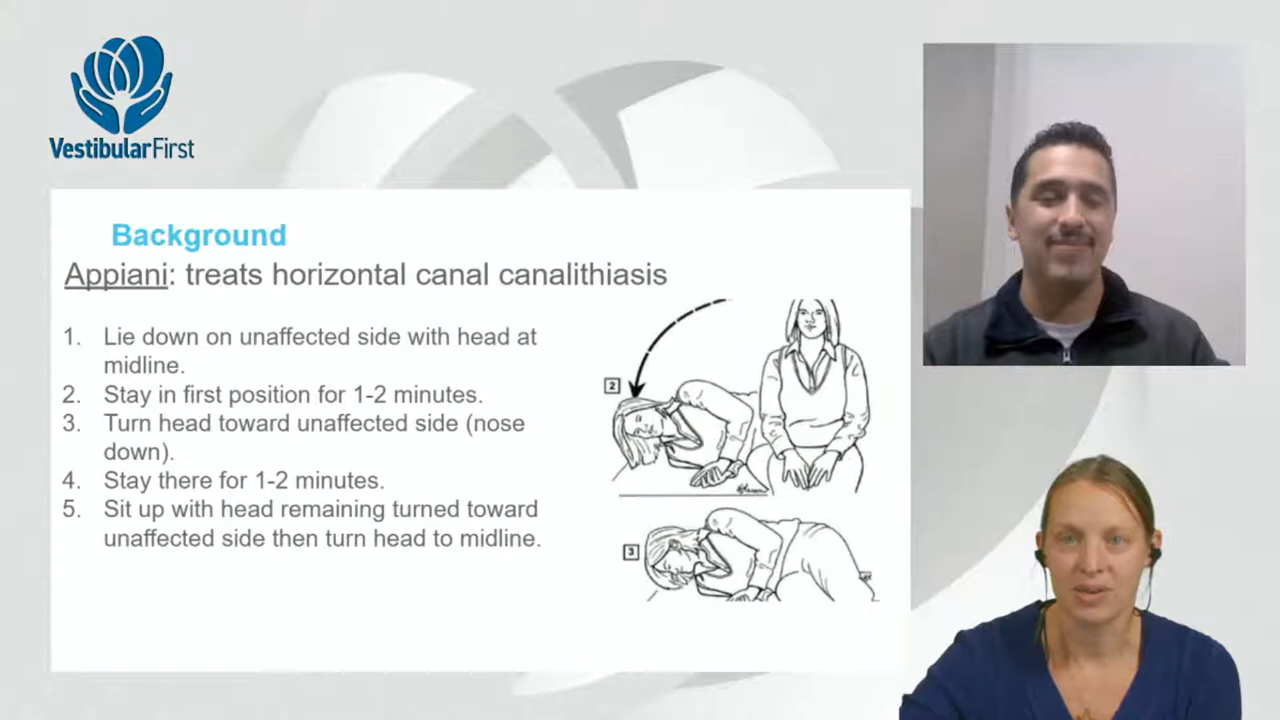 VestibularFirst
Background
Appiani: treats horizontal canal canalithiasis
1. Lie down on unaffected side with head at
midline.
2. Stay in first position for 1-2 minutes.
3. Turn head toward unaffected side (nose
down).
4. Stay there for 1-2 minutes.
5. Sit up with head remaining turned toward
unaffected side then turn head to midline.
2
3